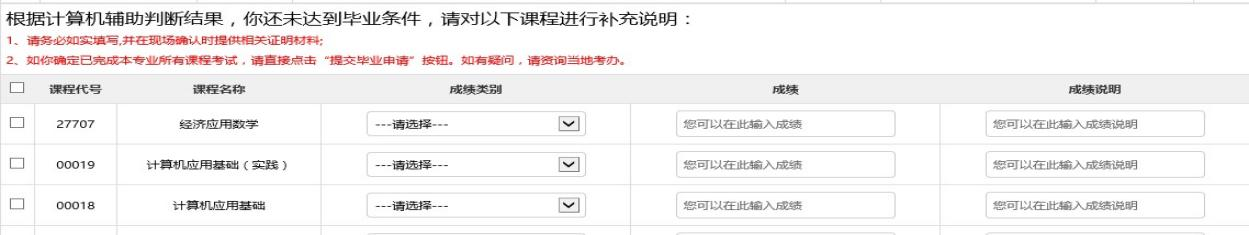 根据计算机辅助判断结果，你还未达到毕业条件，请对以下课程进行补充说明：
1、请务必如实填写,并在现场确认时提供相关证明材料;
2、如你确定已完成本专业所有课程考试，请直接点击“提交毕业申请”按钮。如有疑问，请资询当地考办。
课程代号 课程名称 成绩类别 成绩 成绩说明
27707 经济应用数学 ---请选择--- 您可以在此输入成绩 您可以在此输入成绩说明
00019 计算机应用基础（实践） ---请选择--- 您可以在此输入成绩 您可以在此输入成绩说明
00018 计算机应用基础 ---请选择--- 您可以在此输入成绩 您可以在此输入成绩说明